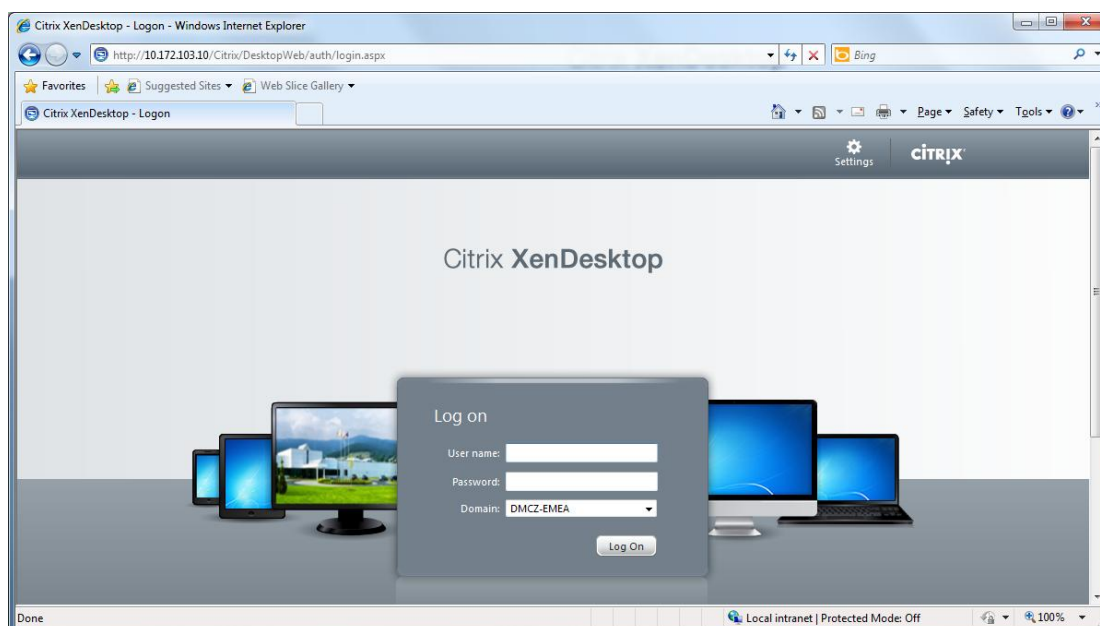 Citrix XenDesktop - Logon - Windows Internet Explorer
http://10.172.103.10/Citrix/DesktopWeb/auth/login.aspx
Bing
Favorites Suggested Sites Web Slice Gallery
Citrix XenDesktop - Logon
Page Safety Tools
Settings
CITRIX
Citrix XenDesktop
Log on
User name:
Password:
Domain: DMCZ-EMEA
Log On
Done
Local intranet | Protected Mode: Off
100%